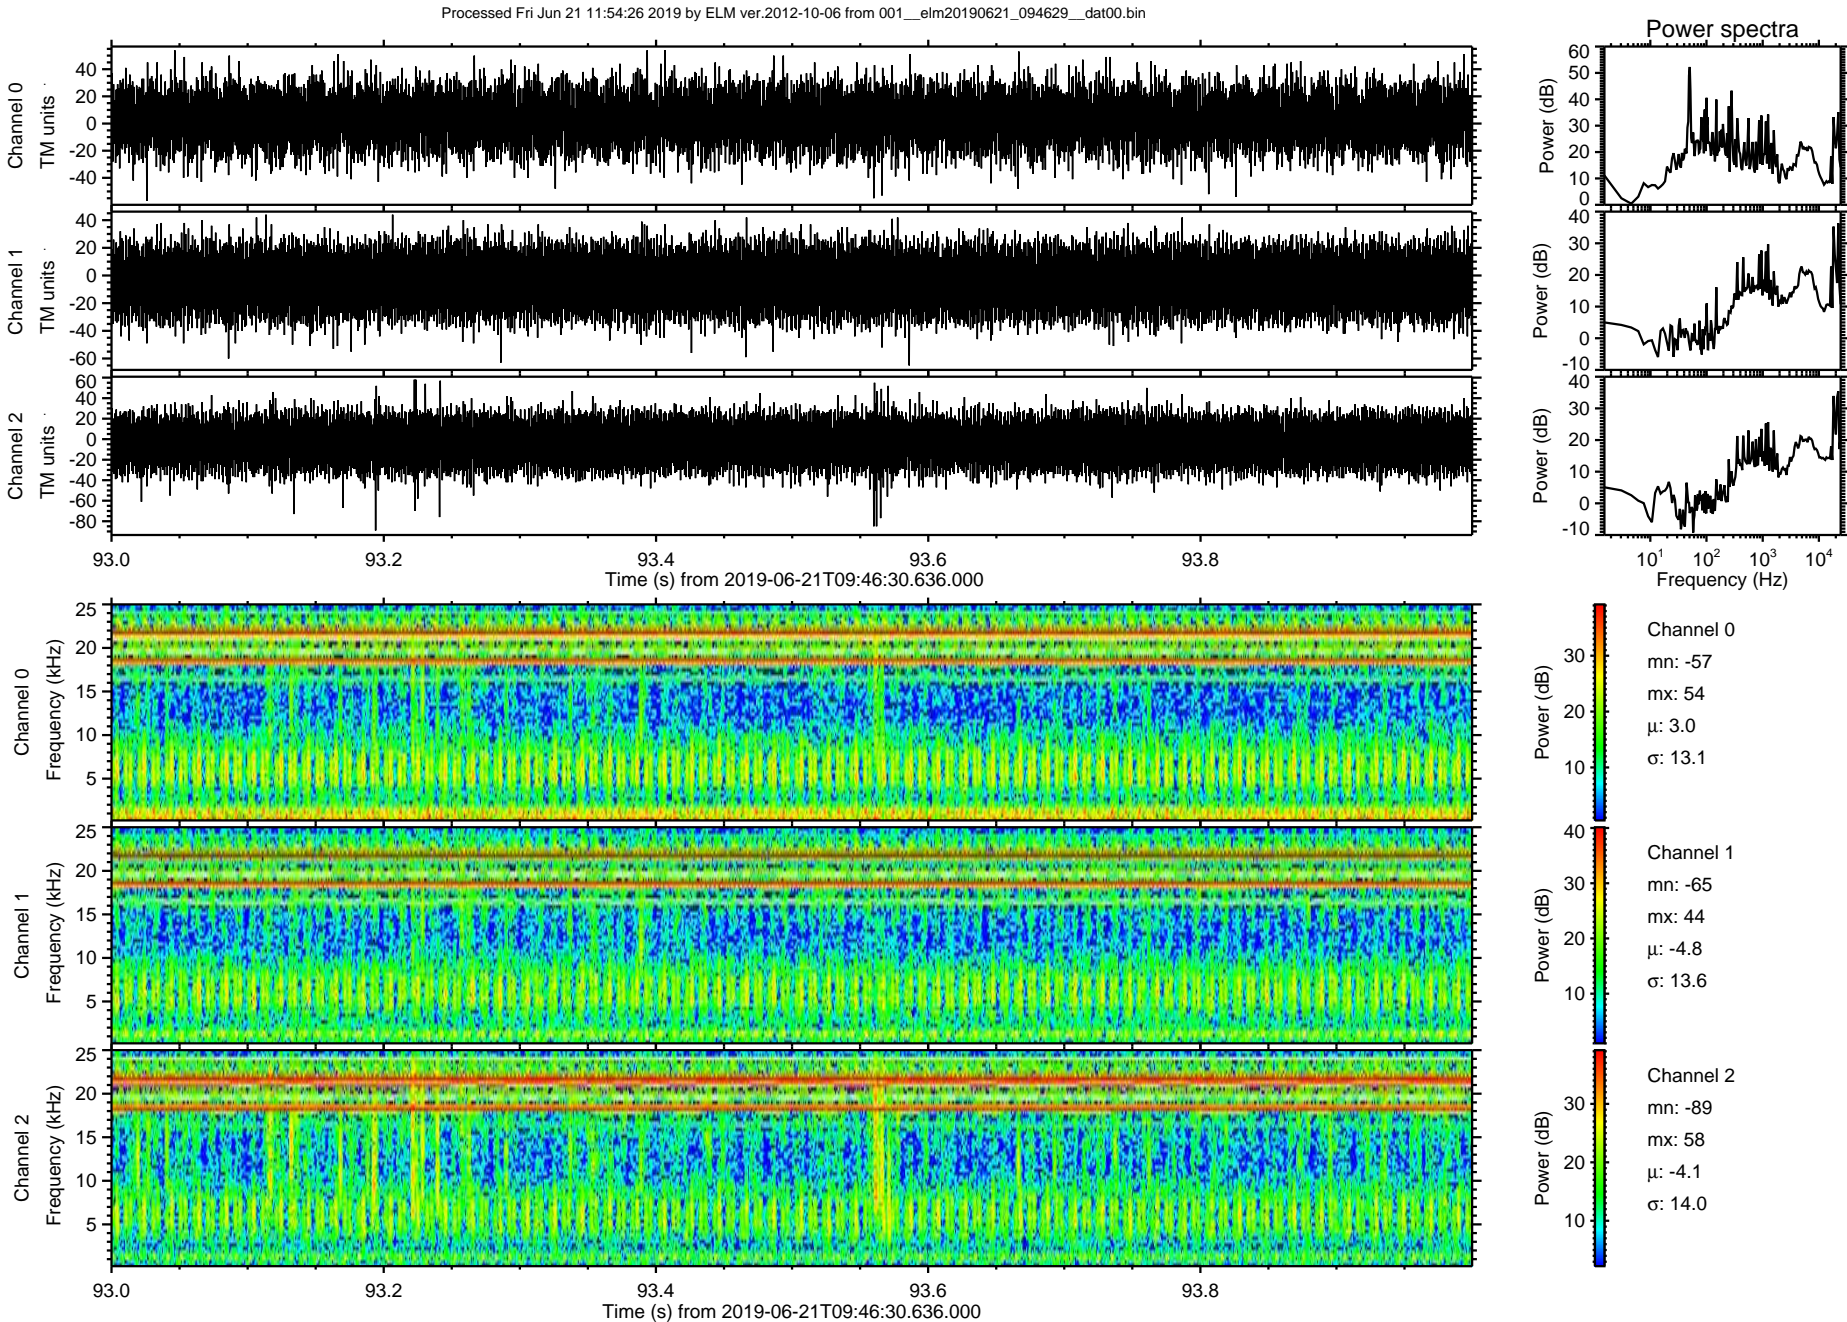 Processed Fri Jun 21 11:54:26 2019 by ELM ver.2012-10-06 from 001__elm20190621_094629__dat00.bin
Power spectra
Channel 0
TM units
40
20
0
-20
-40
Power (dB)
60
50
40
30
20
10
0
Channel 1
TM units
40
20
0
-20
-40
-60
Power (dB)
40
30
20
10
0
-10
Channel 2
TM units
60
40
20
0
-20
-40
-60
-80
Power (dB)
40
30
20
10
0
-10
93.0 93.2 93.4 93.6 93.8
Time (s) from 2019-06-21T09:46:30.636.000
10^1 10^2 10^3 10^4
Frequency (Hz)
Channel 0
Frequency (kHz)
25
20
15
10
5
Power (dB)
30
20
10
Channel 0
mn: -57
mx: 54
μ: 3.0
σ: 13.1
Channel 1
Frequency (kHz)
25
20
15
10
5
Power (dB)
40
30
20
10
Channel 1
mn: -65
mx: 44
μ: -4.8
σ: 13.6
Channel 2
Frequency (kHz)
25
20
15
10
5
Power (dB)
30
20
10
Channel 2
mn: -89
mx: 58
μ: -4.1
σ: 14.0
93.0 93.2 93.4 93.6 93.8
Time (s) from 2019-06-21T09:46:30.636.000